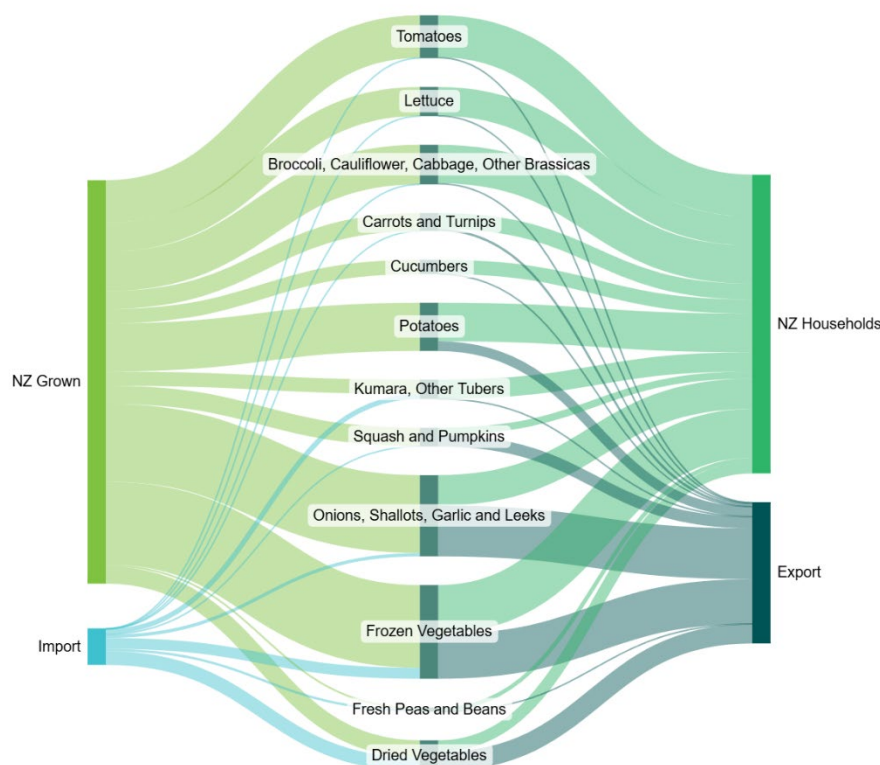 Tomatoes
Lettuce
Broccoli, Cauliflower, Cabbage, Other Brassicas
Carrots and Turnips
Cucumbers
Potatoes
NZ Households
NZ Grown
Kumara, Other Tubers
Squash and Pumpkins
Onions, Shallots, Garlic and Leeks
Export
Frozen Vegetables
Import
Fresh Peas and Beans
Dried Vegetables